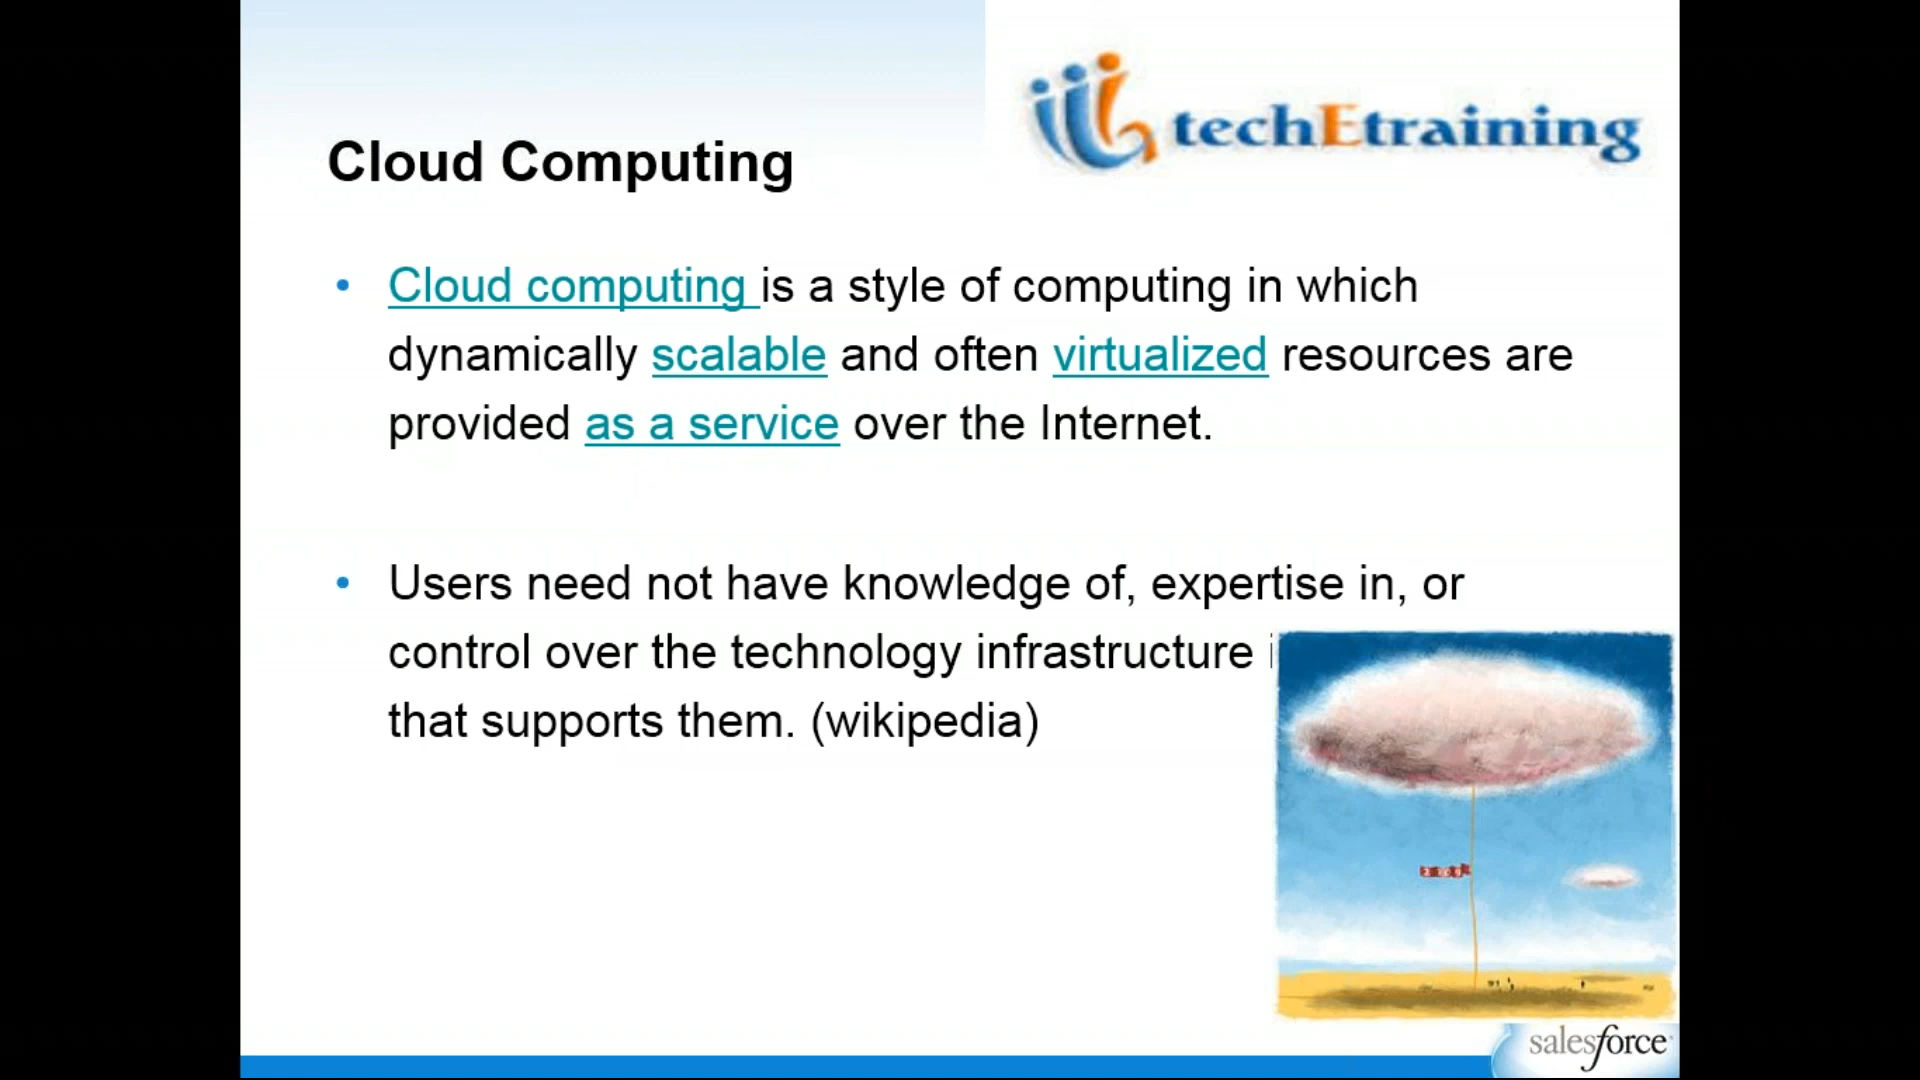 techEtraining
Cloud Computing
• Cloud computing is a style of computing in which
dynamically scalable and often virtualized resources are
provided as a service over the Internet.
• Users need not have knowledge of, expertise in, or
control over the technology infrastructure
that supports them. (wikipedia)
salesforce